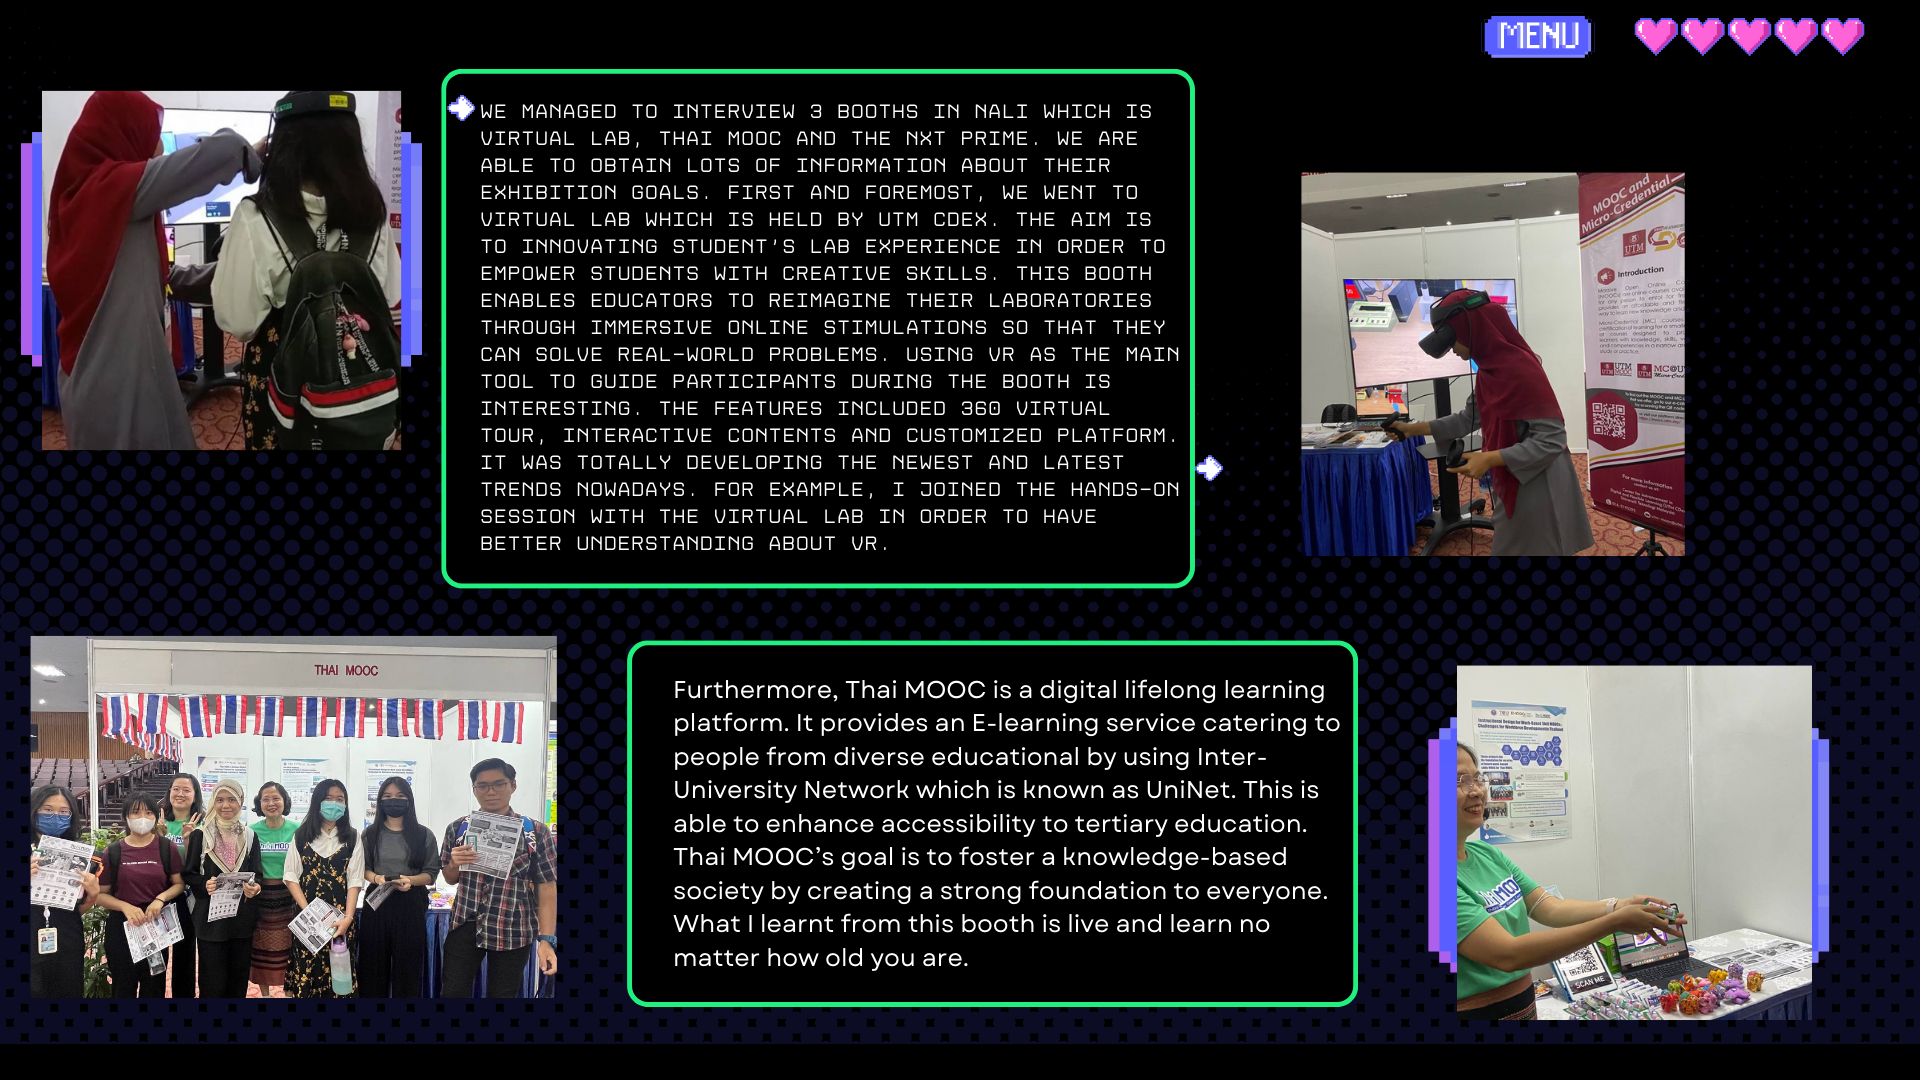 MENU
WE MANAGED TO INTERVIEW 3 BOOTHS IN NALI WHICH IS
VIRTUAL LAB, THAI MOOC AND THE NXT PRIME. WE ARE
ABLE TO OBTAIN LOTS OF INFORMATION ABOUT THEIR
EXHIBITION GOALS. FIRST AND FOREMOST, WE WENT TO
VIRTUAL LAB WHICH IS HELD BY UTM CDEX. THE AIM IS
TO INNOVATING STUDENT'S LAB EXPERIENCE IN ORDER TO
EMPOWER STUDENTS WITH CREATIVE SKILLS. THIS BOOTH
ENABLES EDUCATORS TO REIMAGINE THEIR LABORATORIES
THROUGH IMMERSIVE ONLINE STIMULATIONS SO THAT THEY
CAN SOLVE REAL-WORLD PROBLEMS. USING VR AS THE MAIN
TOOL TO GUIDE PARTICIPANTS DURING THE BOOTH IS
INTERESTING. THE FEATURES INCLUDED 360 VIRTUAL
TOUR, INTERACTIVE CONTENTS AND CUSTOMIZED PLATFORM.
IT WAS TOTALLY DEVELOPING THE NEWEST AND LATEST
TRENDS NOWADAYS. FOR EXAMPLE, I JOINED THE HANDS-ON
SESSION WITH THE VIRTUAL LAB IN ORDER TO HAVE
BETTER UNDERSTANDING ABOUT VR.
MOOC and
Micro-Credential
UTM
Introduction
THAI MOOC
Furthermore, Thai MOOC is a digital lifelong learning
platform. It provides an E-learning service catering to
people from diverse educational by using Inter-
University Network which is known as UniNet. This is
able to enhance accessibility to tertiary education.
Thai MOOC's goal is to foster a knowledge-based
society by creating a strong foundation to everyone.
What I learnt from this booth is live and learn no
matter how old you are.
SCAN ME